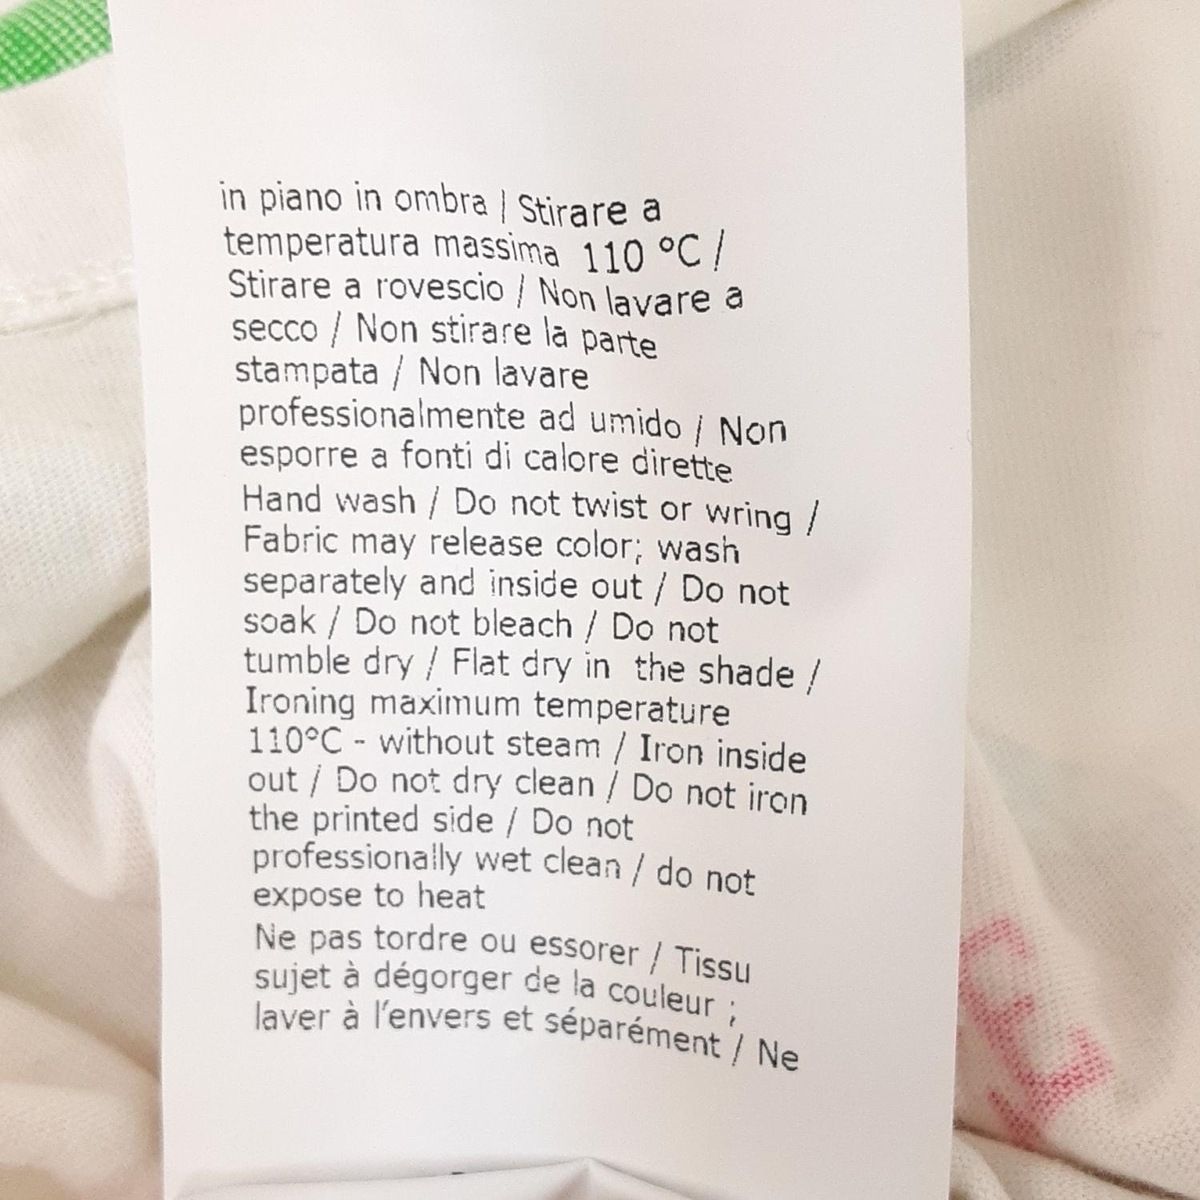 in piano in ombra / Stirare a
temperatura massima 110 °C /
Stirare a rovescio / Non lavare a
secco / Non stirare la parte
stampata / Non lavare
professionalmente ad umido / Non
esporre a fonti di calore dirette
Hand wash / Do not twist or wring /
Fabric may release color; wash
separately and inside out / Do not
soak / Do not bleach / Do not
tumble dry / Flat dry in the shade /
Ironing maximum temperature
110°C - without steam / Iron inside
out / Do not dry clean / Do not iron
the printed side / Do not
professionally wet clean / do not
expose to heat
Ne pas tordre ou essorer / Tissu
sujet à dégorger de la couleur ;
laver à l'envers et séparément / Ne